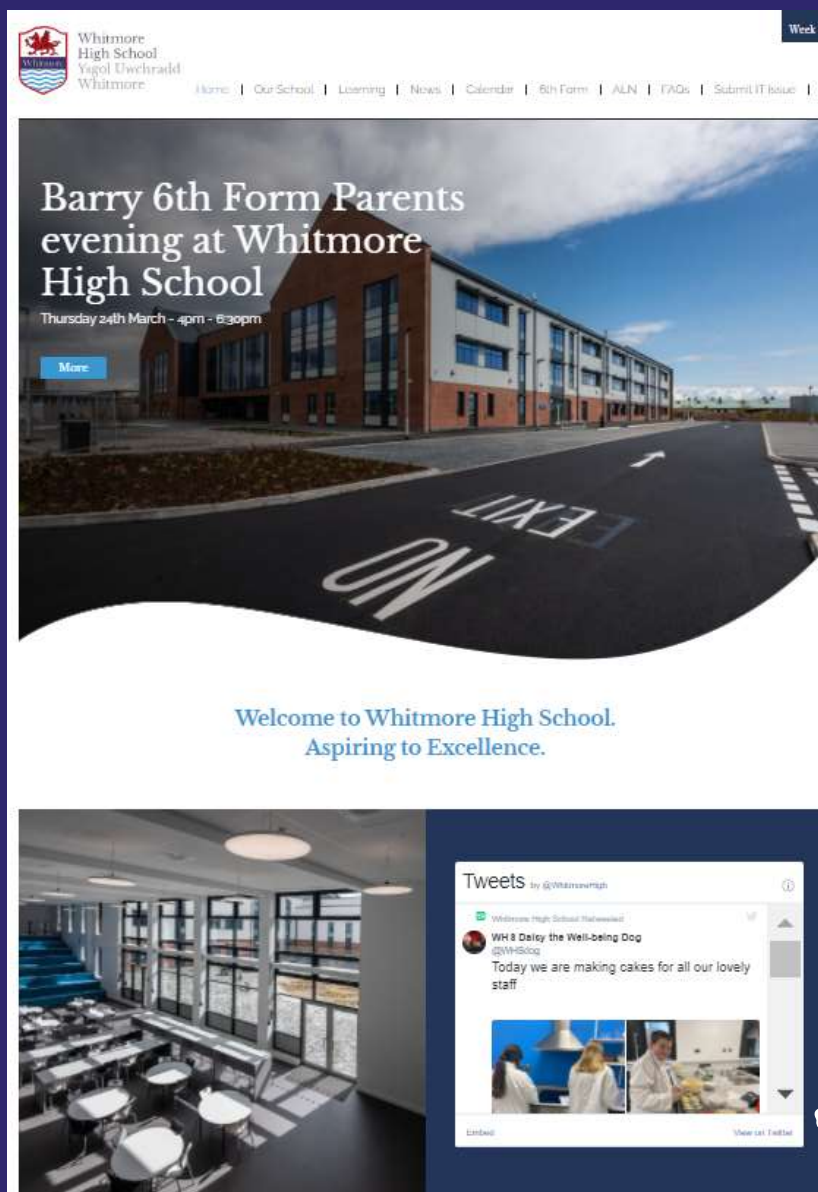 Week
Whitmore
High School
Ysgol Uwchradd
Whitmore
Whitmore
Home | Our School | Learning | News | Calendar | 6th Form | ALN | FAQs | Submit IT Issue |
Barry 6th Form Parents
evening at Whitmore
High School
Thursday 24th March - 4pm - 6:30pm
More
EXIT
NO
Welcome to Whitmore High School.
Aspiring to Excellence.
Tweets by @WhitmoreHigh
Whitmore High School Retweeted
WHS Daisy the Well-being Dog
@WHSdog
Today we are making cakes for all our lovely
staff
Embed
View on Twitter